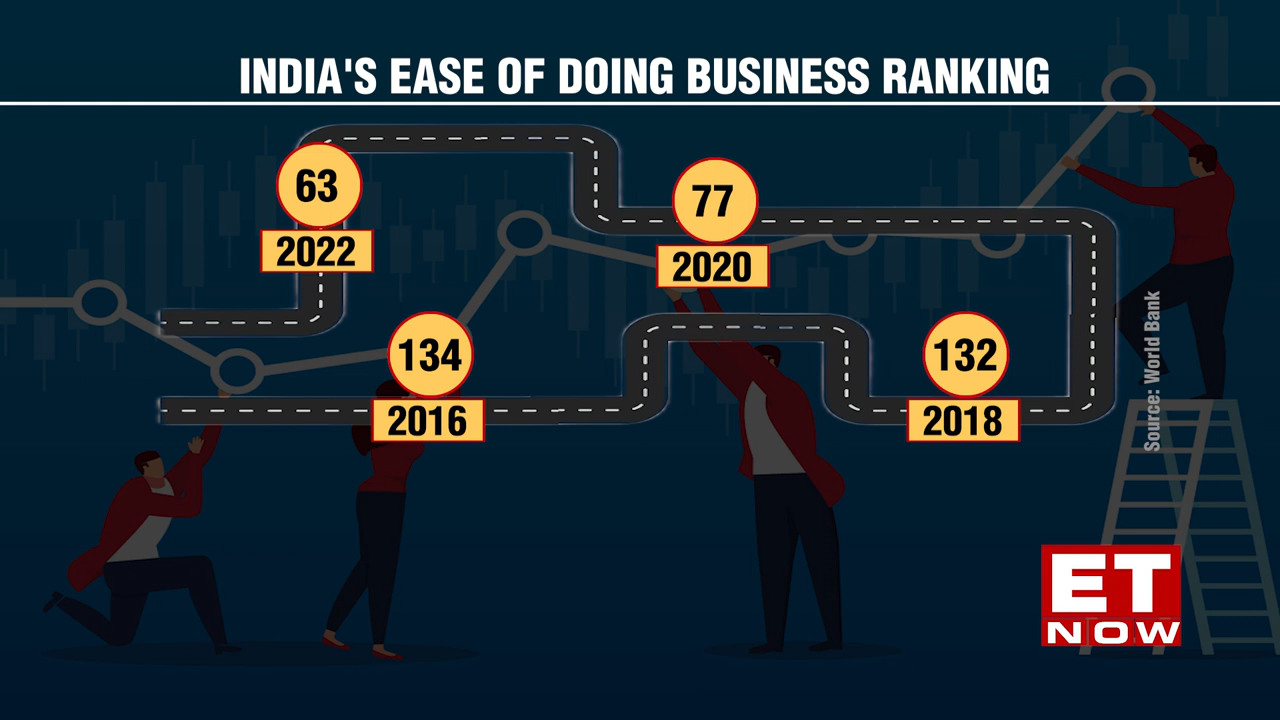 INDIA'S EASE OF DOING BUSINESS RANKING
63
2022
77
2020
134
2016
132
2018
Source: World Bank
ET
NOW